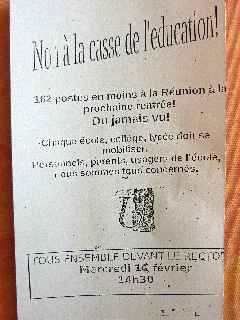 Non à la casse de l'education!
162 postes en moins à la Réunion à la
prochaine rentrée!
Du jamais vu!
Chaque école, collège, lycée doit se
mobiliser.
Personnels, parents, usagers de l'école,
nous sommes tous concernés.
TOUS ENSEMBLE DEVANT LE RECTO
Mercredi 16 février
14h30